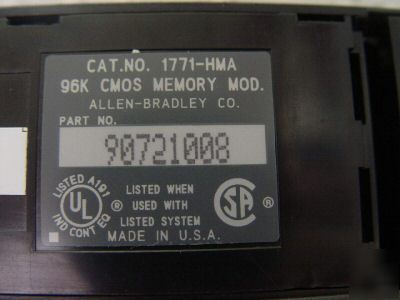 CAT.NO. 1771-HMA
96K CMOS MEMORY MOD.
ALLEN-BRADLEY CO.
PART NO.
90721008
LISTED A191
UL ®
IND CONT EQ
LISTED WHEN
USED WITH
LISTED SYSTEM
SA ®
MADE IN U.S.A.